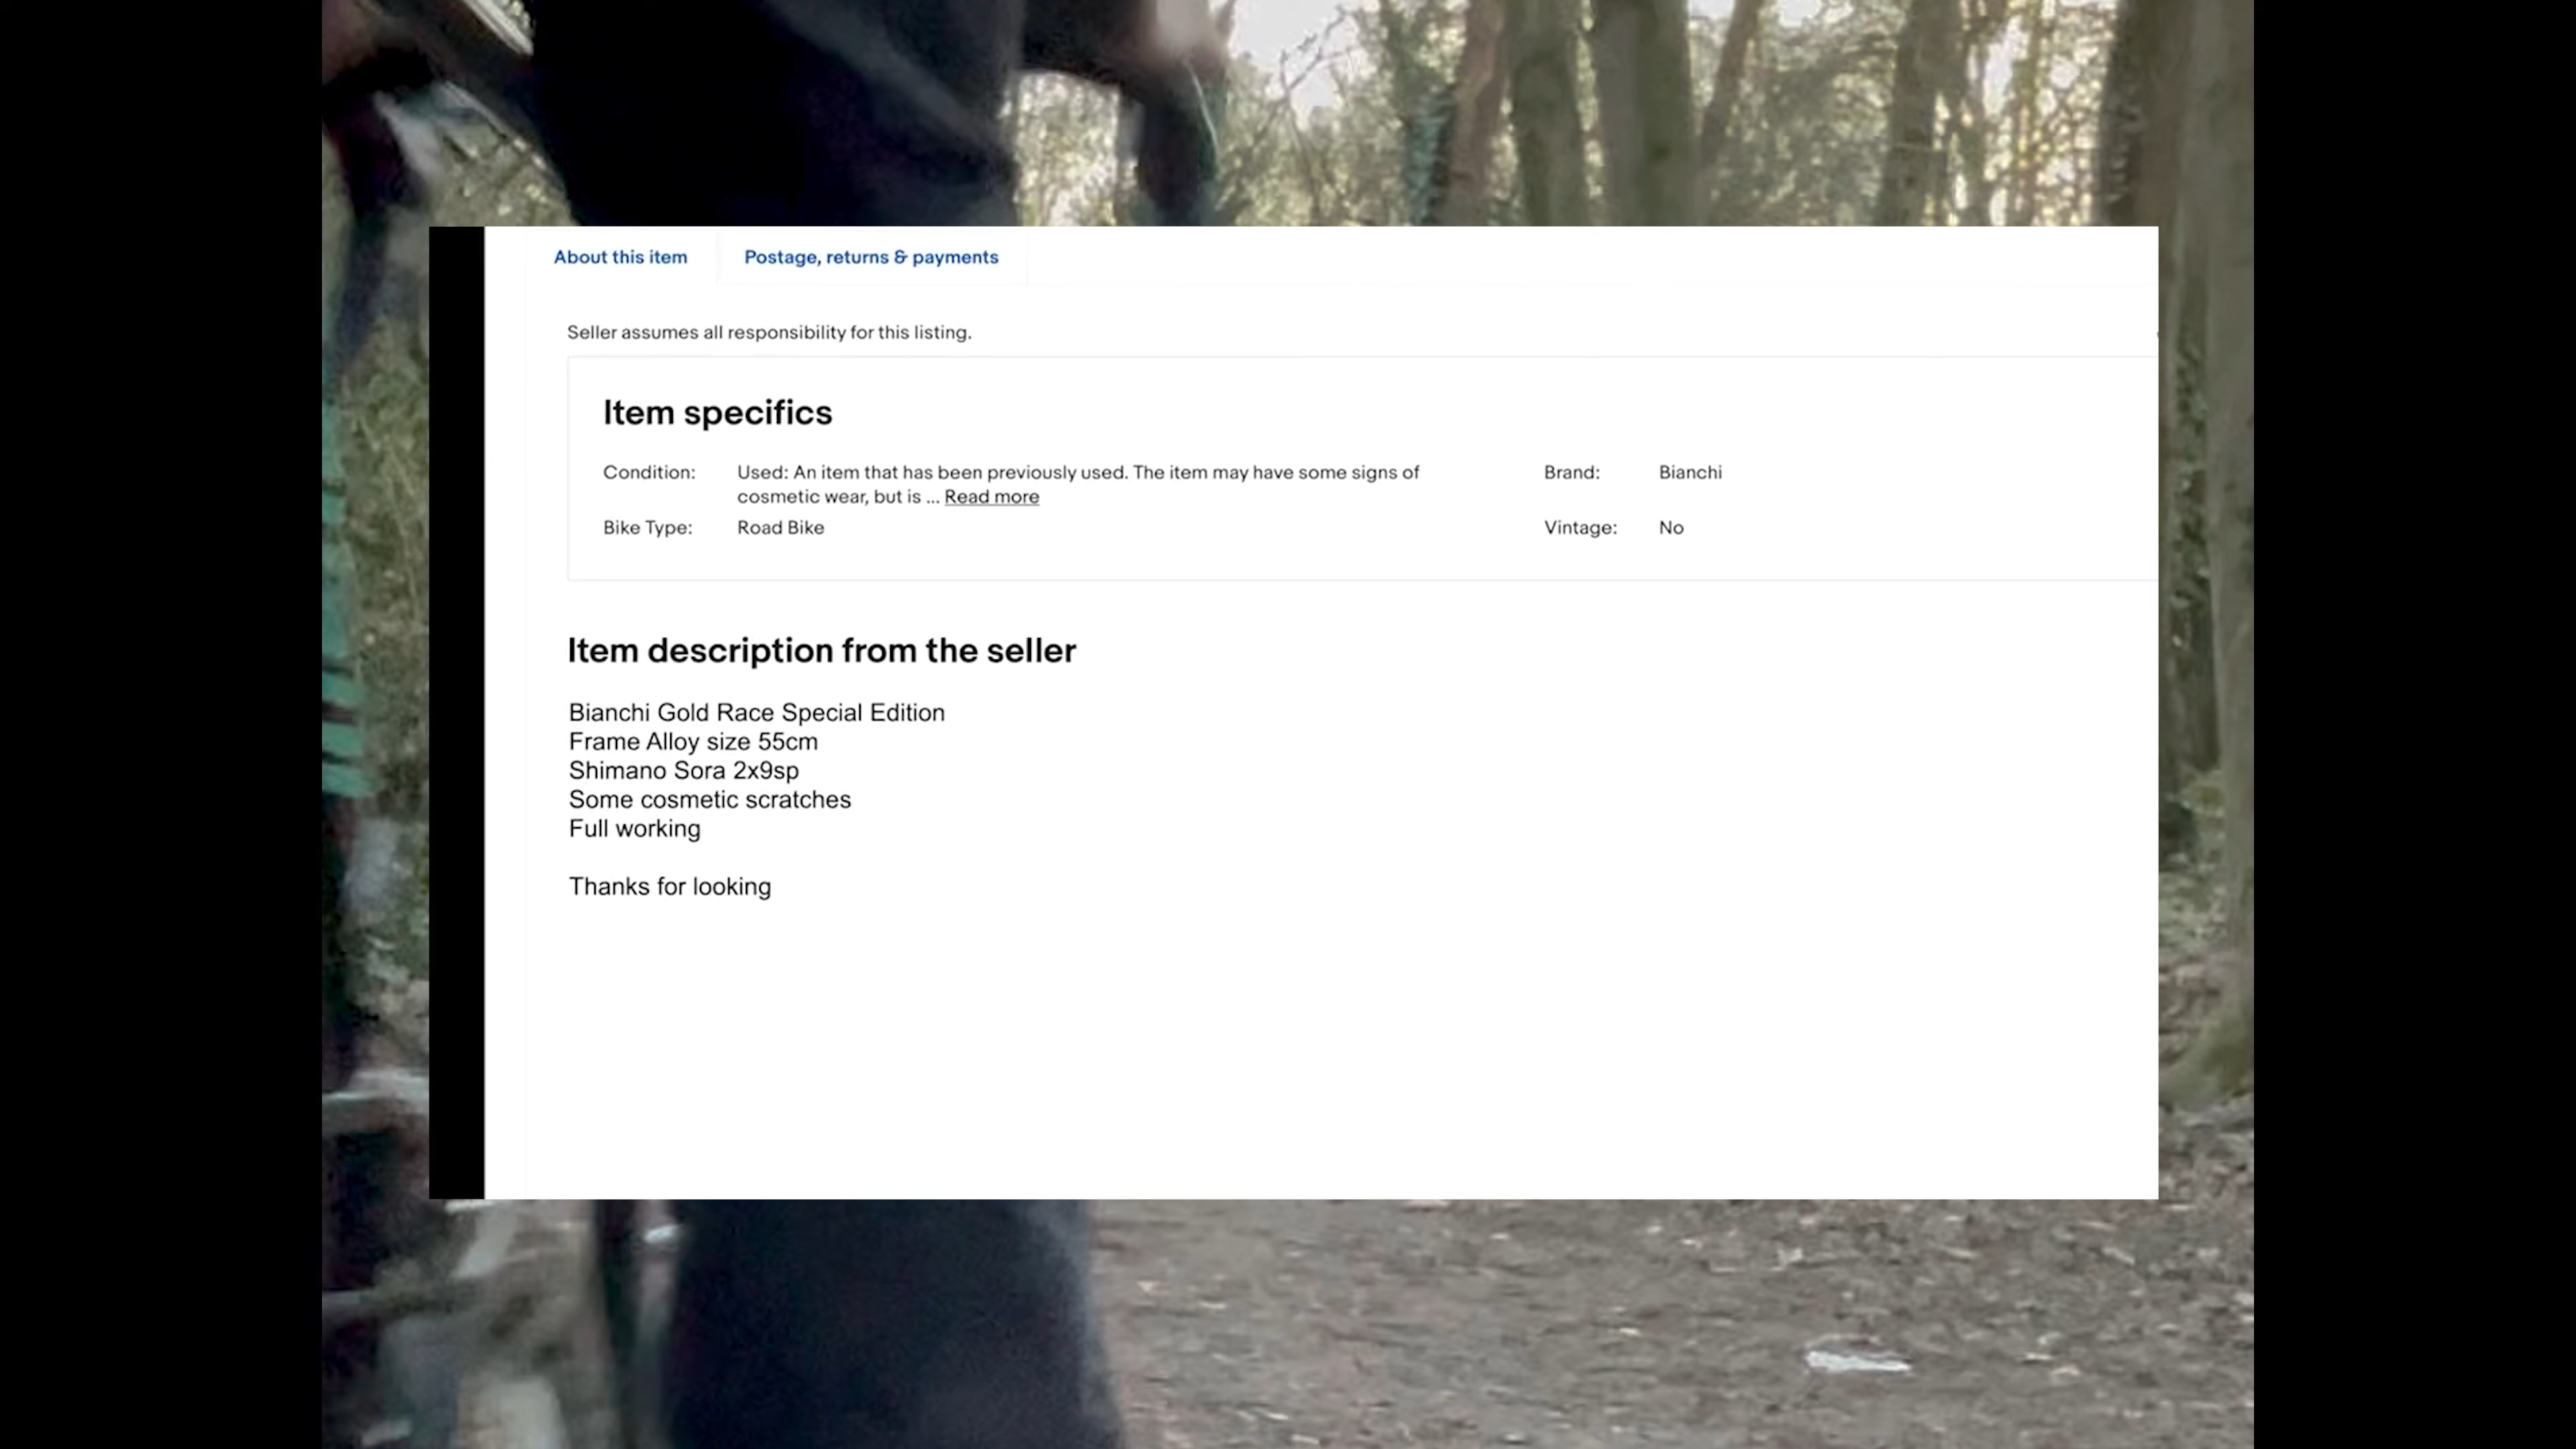 About this item
Postage, returns & payments
Seller assumes all responsibility for this listing.
Item specifics
Condition: Used: An item that has been previously used. The item may have some signs of
cosmetic wear, but is ... Read more
Brand: Bianchi
Bike Type: Road Bike
Vintage: No
Item description from the seller
Bianchi Gold Race Special Edition
Frame Alloy size 55cm
Shimano Sora 2x9sp
Some cosmetic scratches
Full working
Thanks for looking